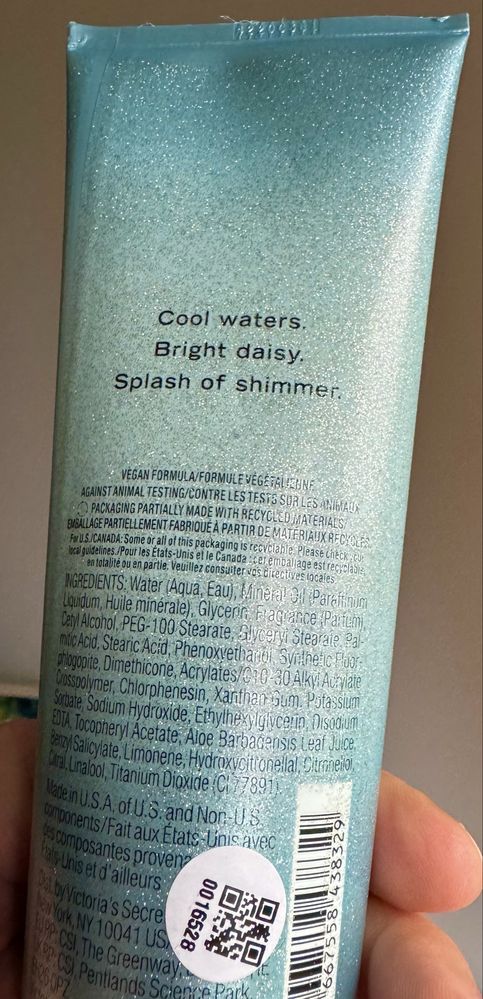 Cool waters.
Bright daisy.
Splash of shimmer.
VEGAN FORMULA/FORMULE VÉGÉTALIENNE
AGAINST ANIMAL TESTING/CONTRE LES TESTS SUR LES ANIMAUX
PACKAGING PARTIALLY MADE WITH RECYCLED MATERIALS/
EMBALLAGE PARTIELLEMENT FABRIQUÉ À PARTIR DE MATÉRIAUX RECYCLÉS
For U.S./CANADA: Some or all of this packaging is recyclable. Please check
local guidelines./Pour les États-Unis et le Canada : cet emballage est recyclable
en totalité ou en partie. Veuillez consulter vos directives locales
INGREDIENTS: Water (Aqua, Eau), Mineral Oil (Paraffinum
Liquidum, Huile minérale), Glycerin, Fragrance (Parfum),
Cetyl Alcohol, PEG-100 Stearate, Glyceryl Stearate, Pal-
mitic Acid, Stearic Acid, Phenoxyethanol, Synthetic Fluor-
phlogopite, Dimethicone, Acrylates/C10-30 Alkyl Acrylate
Crosspolymer, Chlorphenesin, Xanthan Gum, Potassium
Sorbate, Sodium Hydroxide, Ethylhexylglycerin, Disodium
EDTA, Tocopheryl Acetate, Aloe Barbadensis Leaf Juice,
Benzyl Salicylate, Limonene, Hydroxycitronellal, Citronellol,
Citral, Linalool, Titanium Dioxide (CI 77891)
Made in U.S.A. of U.S. and Non-U.S.
components/Fait aux États-Unis avec
des composantes provena
États-Unis et d'ailleurs
Dist. by Victoria's Secre
New York, NY 10041 USA
CSI, The Greenway,
CSI, Pentlands Science Park,
0016528
667558 438329